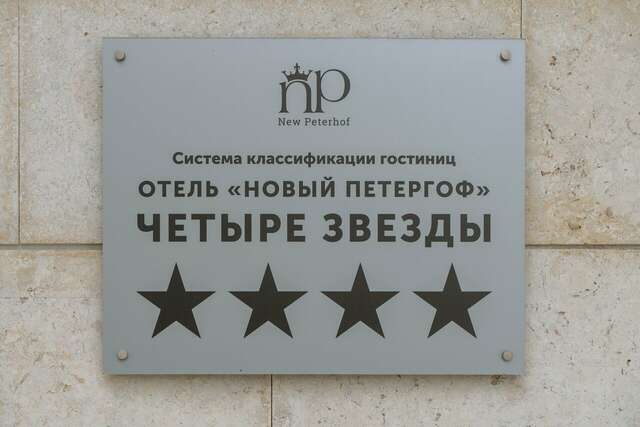 np
New Peterhof
Система классификации гостиниц
ОТЕЛЬ «НОВЫЙ ПЕТЕРГОФ»
ЧЕТЫРЕ ЗВЕЗДЫ